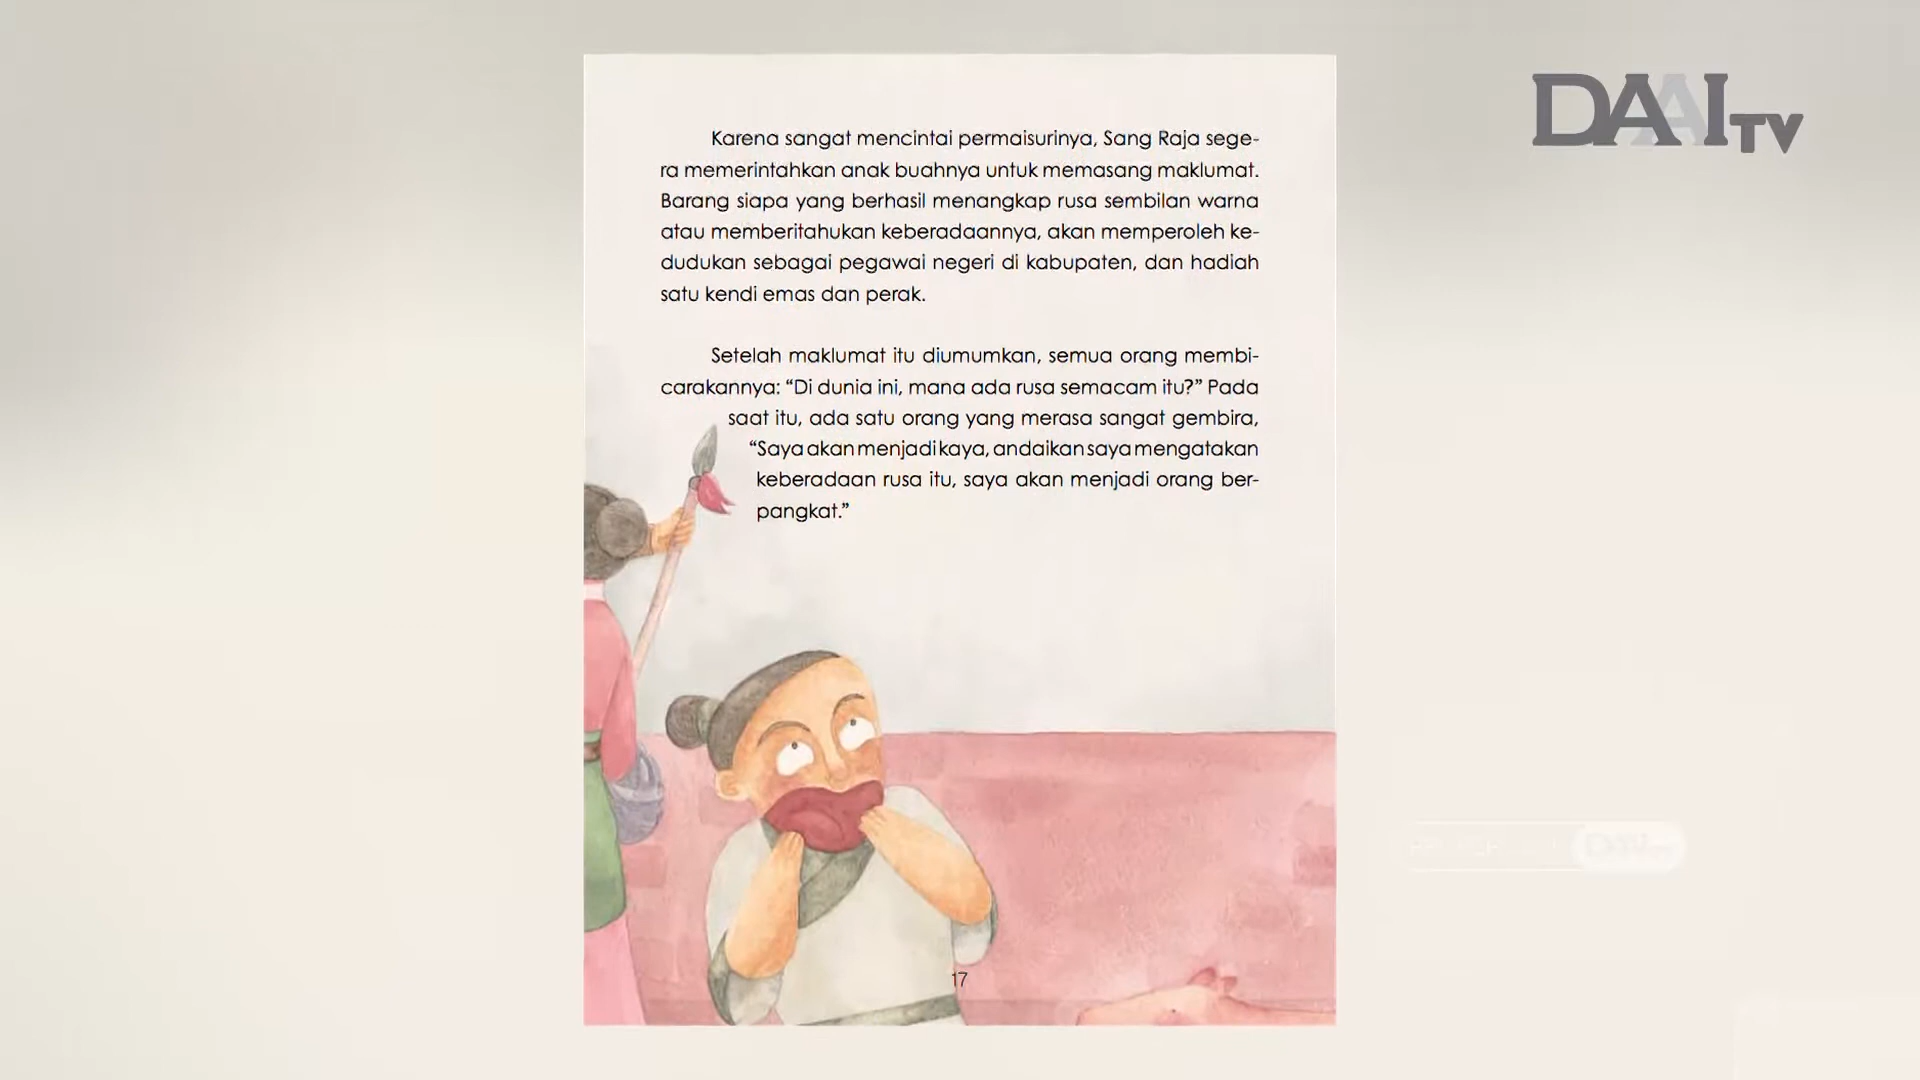 DAAI TV
Karena sangat mencintai permaisurinya, Sang Raja sege-
ra memerintahkan anak buahnya untuk memasang maklumat.
Barang siapa yang berhasil menangkap rusa sembilan warna
atau memberitahukan keberadaannya, akan memperoleh ke-
dudukan sebagai pegawai negeri di kabupaten, dan hadiah
satu kendi emas dan perak.
Setelah maklumat itu diumumkan, semua orang membi-
carakannya: “Di dunia ini, mana ada rusa semacam itu?” Pada
saat itu, ada satu orang yang merasa sangat gembira,
“Saya akan menjadi kaya, andaikan saya mengatakan
keberadaan rusa itu, saya akan menjadi orang ber-
pangkat.”
17